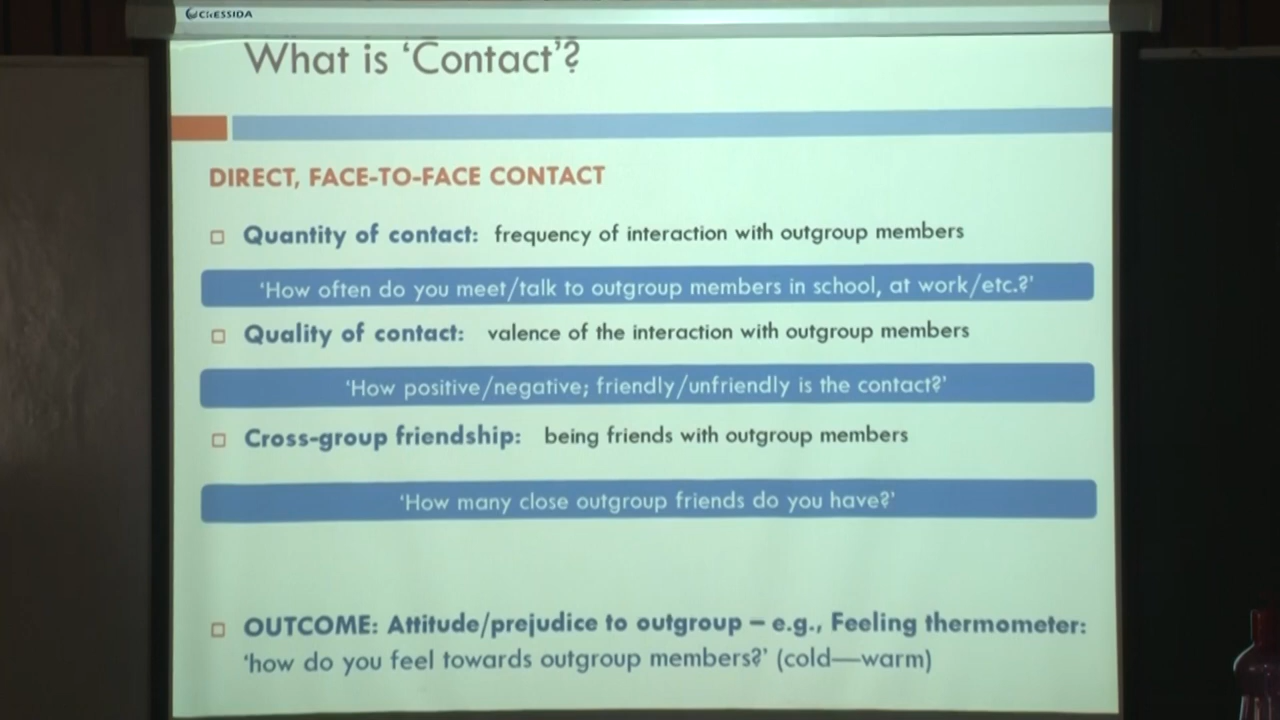 CRESSIDA
What is ‘Contact’?
DIRECT, FACE-TO-FACE CONTACT
Quantity of contact: frequency of interaction with outgroup members
‘How often do you meet/talk to outgroup members in school, at work/etc.?’
Quality of contact: valence of the interaction with outgroup members
‘How positive/negative; friendly/unfriendly is the contact?’
Cross-group friendship: being friends with outgroup members
‘How many close outgroup friends do you have?’
OUTCOME: Attitude/prejudice to outgroup – e.g., Feeling thermometer:
‘how do you feel towards outgroup members?’ (cold—warm)